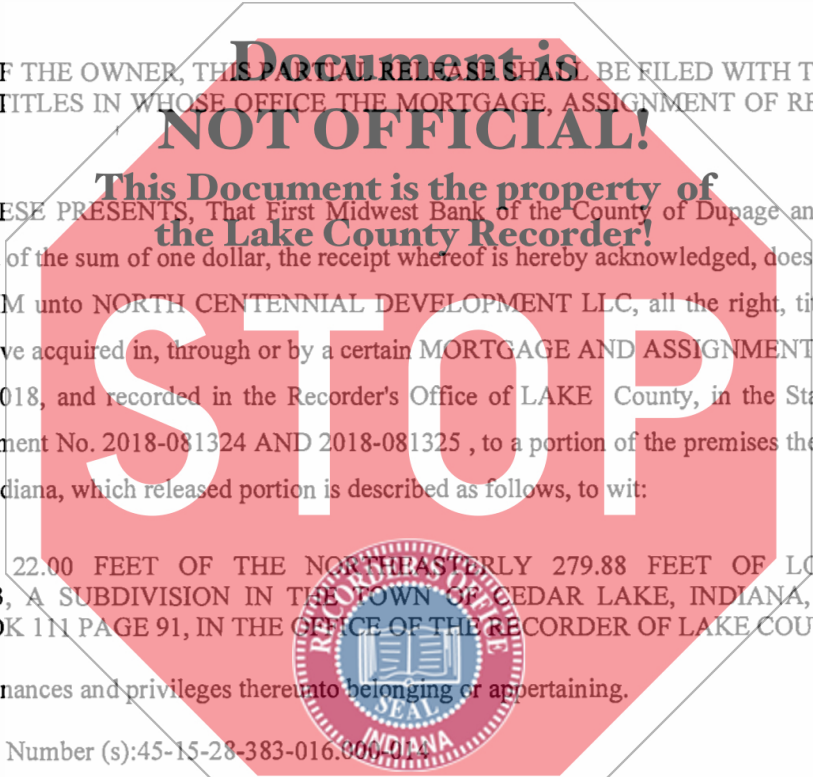 Document is
F THE OWNER, THIS PARTIAL RELEASE SHALL BE FILED WITH T
TITLES IN WHOSE OFFICE THE MORTGAGE, ASSIGNMENT OF RE
NOT OFFICIAL!
This Document is the property of
ESE PRESENTS, That First Midwest Bank of the County of Dupage an
the Lake County Recorder!
of the sum of one dollar, the receipt whereof is hereby acknowledged, does
M unto NORTH CENTENNIAL DEVELOPMENT LLC, all the right, tit
ve acquired in, through or by a certain MORTGAGE AND ASSIGNMENT
018, and recorded in the Recorder's Office of LAKE County, in the Sta
STOP
ment No. 2018-081324 AND 2018-081325 , to a portion of the premises the
diana, which released portion is described as follows, to wit:
22.00 FEET OF THE NORTHEASTERLY 279.88 FEET OF LO
, A SUBDIVISION IN THE TOWN OF CEDAR LAKE, INDIANA,
OK 111 PAGE 91, IN THE OFFICE OF THE RECORDER OF LAKE COU
RECORDERS OFFICE
SEAL
INDIANA
nances and privileges thereunto belonging or appertaining.
Number (s):45-15-28-383-016.000-014